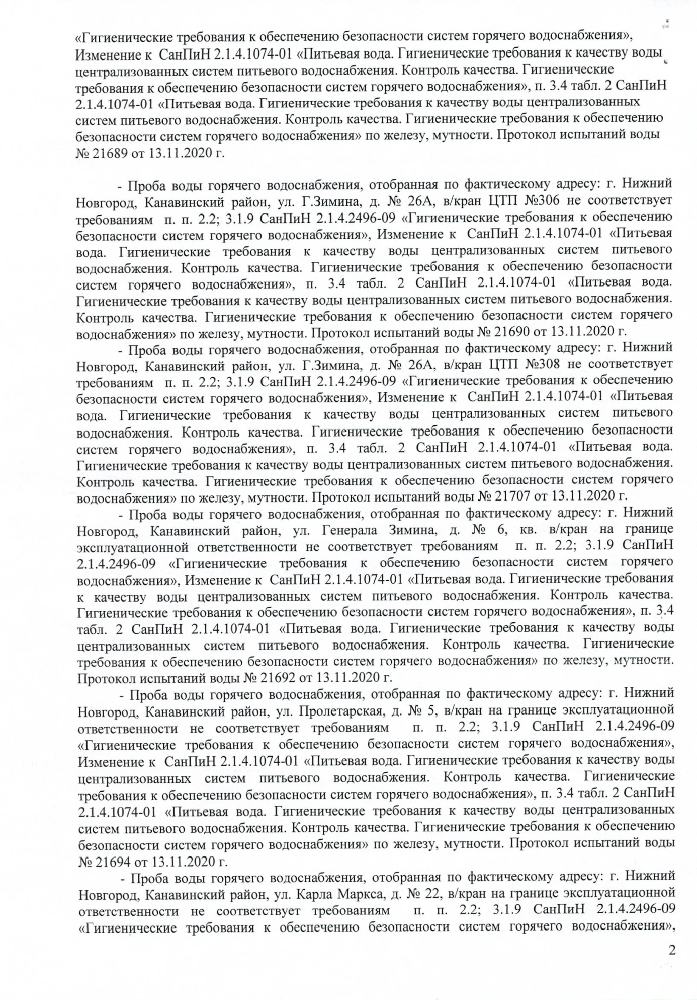 «Гигиенические требования к обеспечению безопасности систем горячего водоснабжения»,
Изменение к СанПиН 2.1.4.1074-01 «Питьевая вода. Гигиенические требования к качеству воды
централизованных систем питьевого водоснабжения. Контроль качества. Гигиенические
требования к обеспечению безопасности систем горячего водоснабжения», п. 3.4 табл. 2 СанПиН
2.1.4.1074-01 «Питьевая вода. Гигиенические требования к качеству воды централизованных
систем питьевого водоснабжения. Контроль качества. Гигиенические требования к обеспечению
безопасности систем горячего водоснабжения» по железу, мутности. Протокол испытаний воды
№ 21689 от 13.11.2020 г.
- Проба воды горячего водоснабжения, отобранная по фактическому адресу: г. Нижний
Новгород, Канавинский район, ул. Г.Зимина, д. № 26А, в/кран ЦТП №306 не соответствует
требованиям п. п. 2.2; 3.1.9 СанПиН 2.1.4.2496-09 «Гигиенические требования к обеспечению
безопасности систем горячего водоснабжения», Изменение к СанПиН 2.1.4.1074-01 «Питьевая
вода. Гигиенические требования к качеству воды централизованных систем питьевого
водоснабжения. Контроль качества. Гигиенические требования к обеспечению безопасности
систем горячего водоснабжения», п. 3.4 табл. 2 СанПиН 2.1.4.1074-01 «Питьевая вода.
Гигиенические требования к качеству воды централизованных систем питьевого водоснабжения.
Контроль качества. Гигиенические требования к обеспечению безопасности систем горячего
водоснабжения» по железу, мутности. Протокол испытаний воды № 21690 от 13.11.2020 г.
- Проба воды горячего водоснабжения, отобранная по фактическому адресу: г. Нижний
Новгород, Канавинский район, ул. Г.Зимина, д. № 26А, в/кран ЦТП №308 не соответствует
требованиям п. п. 2.2; 3.1.9 СанПиН 2.1.4.2496-09 «Гигиенические требования к обеспечению
безопасности систем горячего водоснабжения», Изменение к СанПиН 2.1.4.1074-01 «Питьевая
вода. Гигиенические требования к качеству воды централизованных систем питьевого
водоснабжения. Контроль качества. Гигиенические требования к обеспечению безопасности
систем горячего водоснабжения», п. 3.4 табл. 2 СанПиН 2.1.4.1074-01 «Питьевая вода.
Гигиенические требования к качеству воды централизованных систем питьевого водоснабжения.
Контроль качества. Гигиенические требования к обеспечению безопасности систем горячего
водоснабжения» по железу, мутности. Протокол испытаний воды № 21707 от 13.11.2020 г.
- Проба воды горячего водоснабжения, отобранная по фактическому адресу: г. Нижний
Новгород, Канавинский район, ул. Генерала Зимина, д. № 6, кв. в/кран на границе
эксплуатационной ответственности не соответствует требованиям п. п. 2.2; 3.1.9 СанПиН
2.1.4.2496-09 «Гигиенические требования к обеспечению безопасности систем горячего
водоснабжения», Изменение к СанПиН 2.1.4.1074-01 «Питьевая вода. Гигиенические требования
к качеству воды централизованных систем питьевого водоснабжения. Контроль качества.
Гигиенические требования к обеспечению безопасности систем горячего водоснабжения», п. 3.4
табл. 2 СанПиН 2.1.4.1074-01 «Питьевая вода. Гигиенические требования к качеству воды
централизованных систем питьевого водоснабжения. Контроль качества. Гигиенические
требования к обеспечению безопасности систем горячего водоснабжения» по железу, мутности.
Протокол испытаний воды № 21692 от 13.11.2020 г.
- Проба воды горячего водоснабжения, отобранная по фактическому адресу: г. Нижний
Новгород, Канавинский район, ул. Пролетарская, д. № 5, в/кран на границе эксплуатационной
ответственности не соответствует требованиям п. п. 2.2; 3.1.9 СанПиН 2.1.4.2496-09
«Гигиенические требования к обеспечению безопасности систем горячего водоснабжения»,
Изменение к СанПиН 2.1.4.1074-01 «Питьевая вода. Гигиенические требования к качеству воды
централизованных систем питьевого водоснабжения. Контроль качества. Гигиенические
требования к обеспечению безопасности систем горячего водоснабжения», п. 3.4 табл. 2 СанПиН
2.1.4.1074-01 «Питьевая вода. Гигиенические требования к качеству воды централизованных
систем питьевого водоснабжения. Контроль качества. Гигиенические требования к обеспечению
безопасности систем горячего водоснабжения» по железу, мутности. Протокол испытаний воды
№ 21694 от 13.11.2020 г.
- Проба воды горячего водоснабжения, отобранная по фактическому адресу: г. Нижний
Новгород, Канавинский район, ул. Карла Маркса, д. № 22, в/кран на границе эксплуатационной
ответственности не соответствует требованиям п. п. 2.2; 3.1.9 СанПиН 2.1.4.2496-09
«Гигиенические требования к обеспечению безопасности систем горячего водоснабжения»,
2